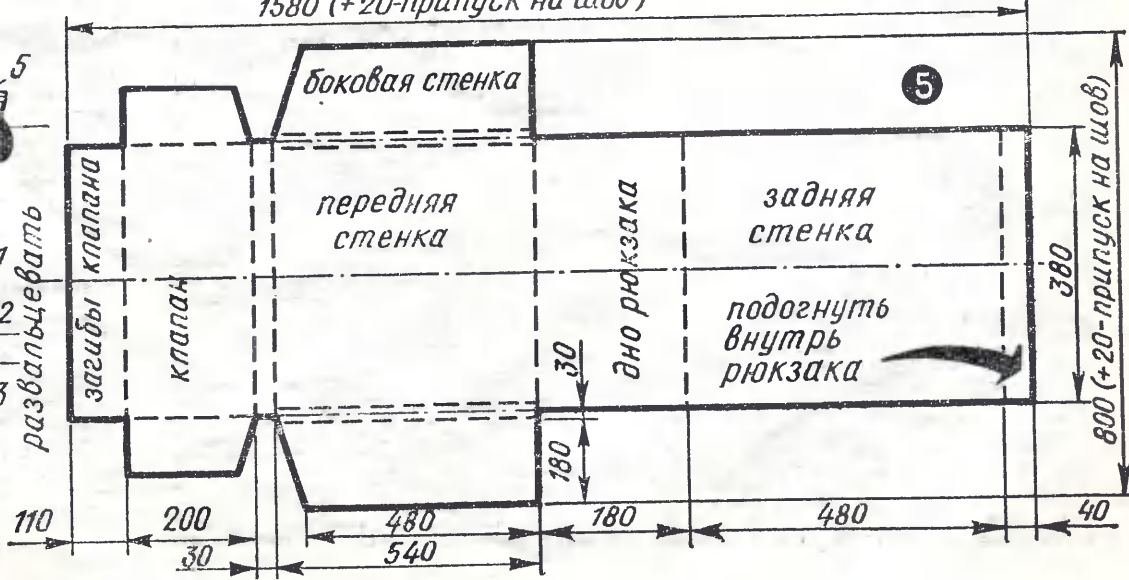 1580 (+20-припуск на шов)
5
боковая стенка
5
развальцевать
загибы клапана
клапан
передняя
стенка
дно рюкзака
задняя
стенка
подогнуть
внутрь
рюкзака
380
800 (+20-припуск на шов)
30
180
2
3
110
200
30
480
540
180
480
40